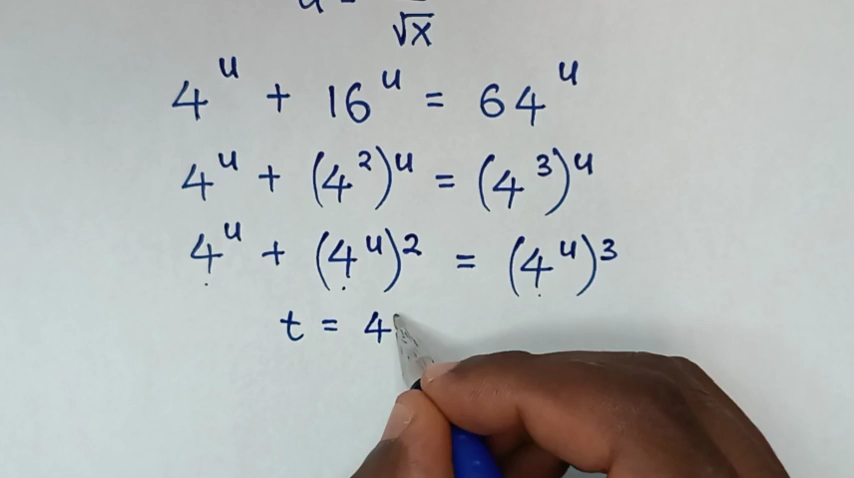 u = 
√x
4^u + 16^u = 64^u
4^u + (4^2)^u = (4^3)^u
4^u + (4^u)^2 = (4^u)^3
t = 4